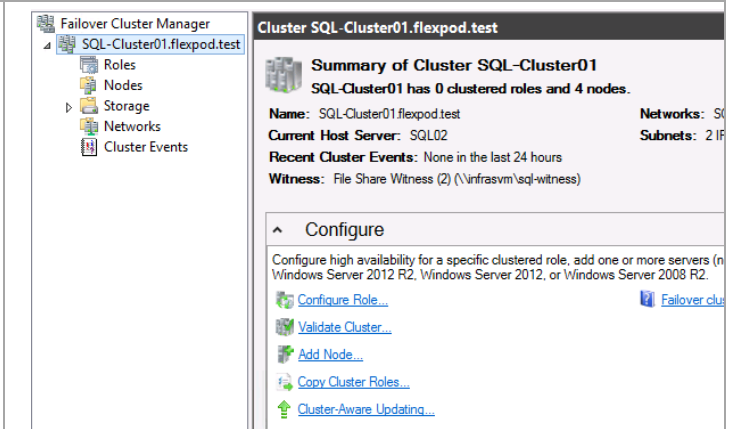 Failover Cluster Manager
SQL-Cluster01.flexpod.test
Roles
Nodes
Storage
Networks
Cluster Events
Cluster SQL-Cluster01.flexpod.test
Summary of Cluster SQL-Cluster01
SQL-Cluster01 has 0 clustered roles and 4 nodes.
Name: SQL-Cluster01.flexpod.test
Networks:
Current Host Server: SQL02
Subnets: 2
Recent Cluster Events: None in the last 24 hours
Witness: File Share Witness (2) (\\infrasvm\sql-witness)
Configure
Configure high availability for a specific clustered role, add one or more servers
Windows Server 2012 R2, Windows Server 2012, or Windows Server 2008 R2.
Configure Role...
Failover
Validate Cluster...
Add Node...
Copy Cluster Roles...
Cluster-Aware Updating...